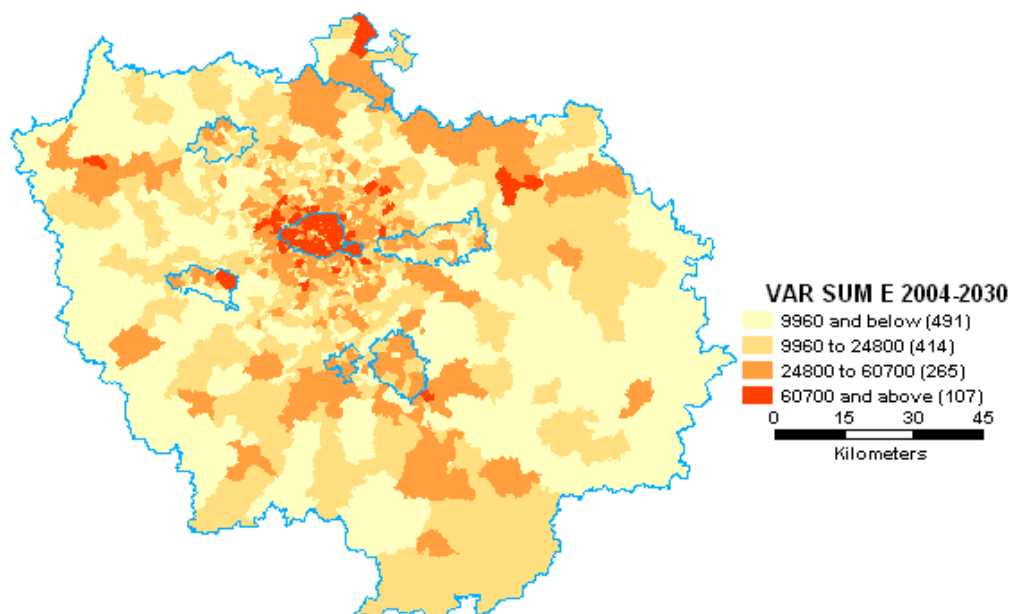 VAR SUM E 2004-2030
9960 and below (491)
9960 to 24800 (414)
24800 to 60700 (265)
60700 and above (107)
0 15 30 45
Kilometers